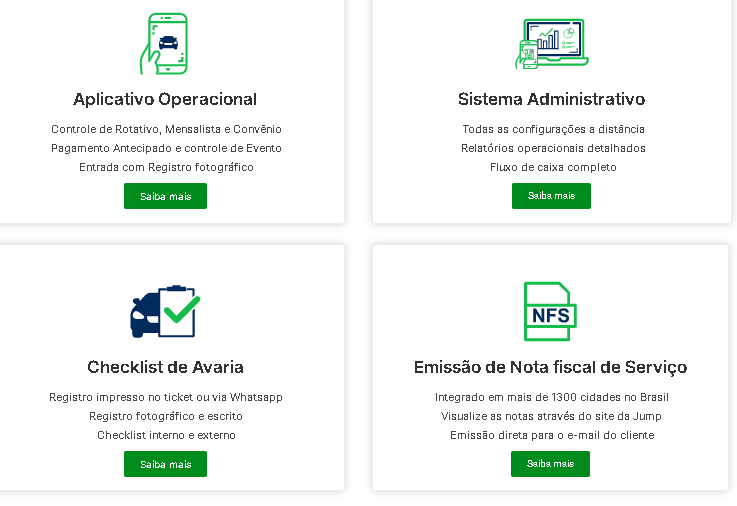 Aplicativo Operacional
Controle de Rotativo, Mensalista e Convênio
Pagamento Antecipado e controle de Evento
Entrada com Registro fotográfico
Saiba mais
Sistema Administrativo
Todas as configurações a distância
Relatórios operacionais detalhados
Fluxo de caixa completo
Saiba mais
Checklist de Avaria
Registro impresso no ticket ou via Whatsapp
Registro fotográfico e escrito
Checklist interno e externo
Saiba mais
NFS
Emissão de Nota fiscal de Serviço
Integrado em mais de 1300 cidades no Brasil
Visualize as notas através do site da Jump
Emissão direta para o e-mail do cliente
Saiba mais